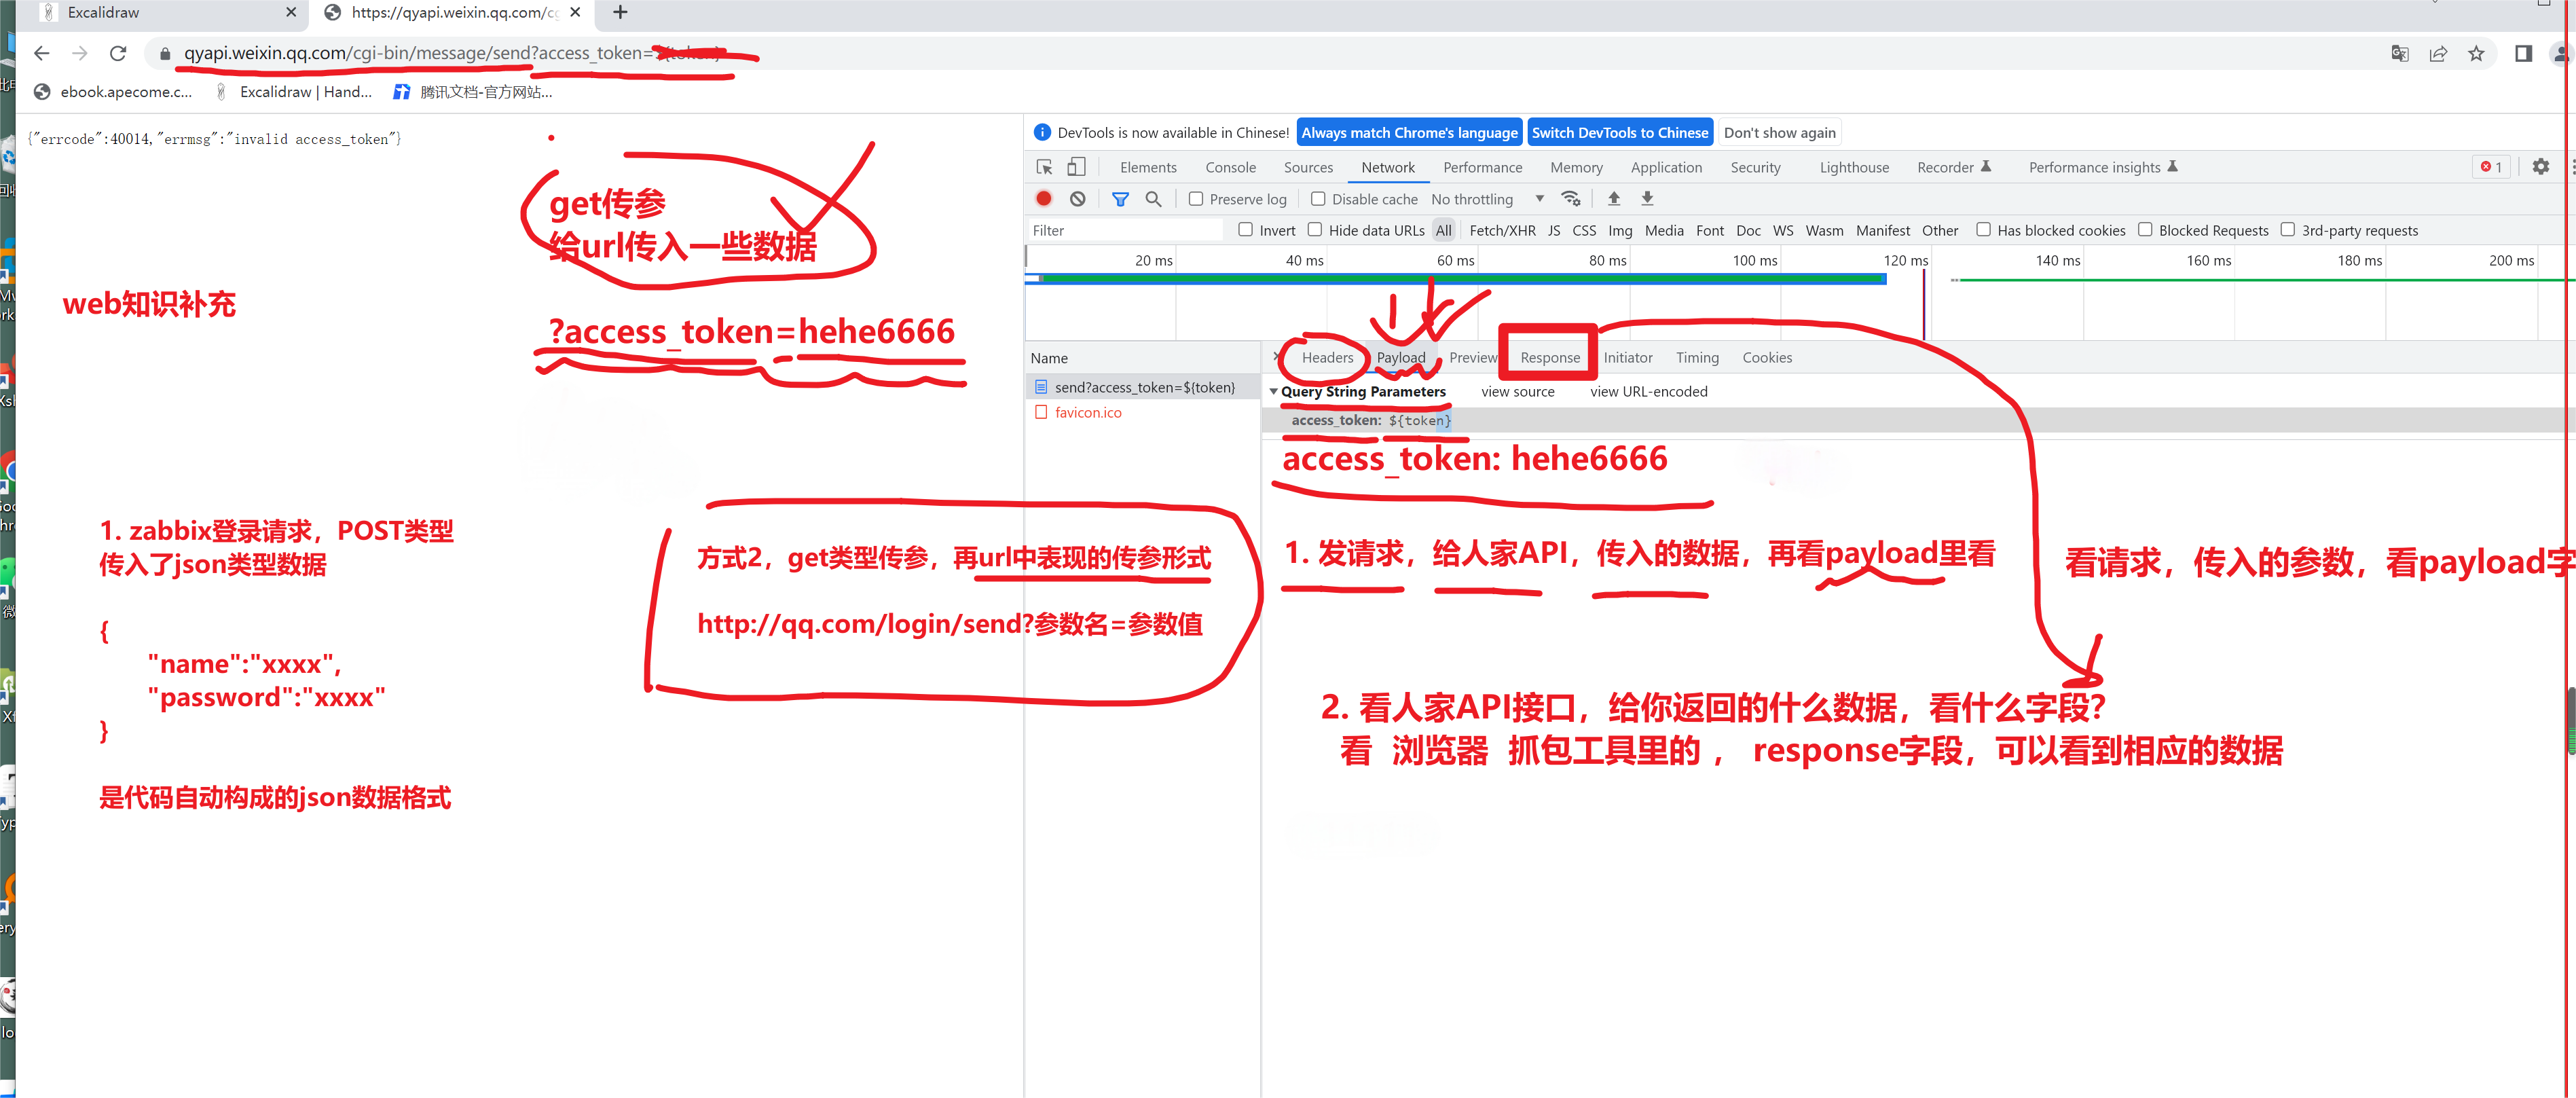 Excalidraw
https://qyapi.weixin.qq.com/cg
qyapi.weixin.qq.com/cgi-bin/message/send?access_token=${token}
ebook.apecome.c...
Excalidraw | Hand...
腾讯文档-官方网站...
{"errcode":40014,"errmsg":"invalid access_token"}
get传参
给url传入一些数据
web知识补充
?access_token=hehe6666
1. zabbix登录请求，POST类型
传入了json类型数据
{
"name":"xxxx",
"password":"xxxx"
}
是代码自动构成的json数据格式
方式2，get类型传参，再url中表现的传参形式
http://qq.com/login/send?参数名=参数值
DevTools is now available in Chinese! Always match Chrome's language Switch DevTools to Chinese Don't show again
Elements Console Sources Network Performance Memory Application Security Lighthouse Recorder Performance insights 1
Preserve log Disable cache No throttling
Filter Invert Hide data URLs All Fetch/XHR JS CSS Img Media Font Doc WS Wasm Manifest Other Has blocked cookies Blocked Requests 3rd-party requests
20 ms 40 ms 60 ms 80 ms 100 ms 120 ms 140 ms 160 ms 180 ms 200 ms
Name
send?access_token=${token}
favicon.ico
Headers Payload Preview Response Initiator Timing Cookies
Query String Parameters view source view URL-encoded
access_token: ${token}
access_token: hehe6666
1. 发请求，给人家API，传入的数据，再看payload里看
看请求，传入的参数，看payload字
2. 看人家API接口，给你返回的什么数据，看什么字段?
看 浏览器 抓包工具里的 ， response字段，可以看到相应的数据